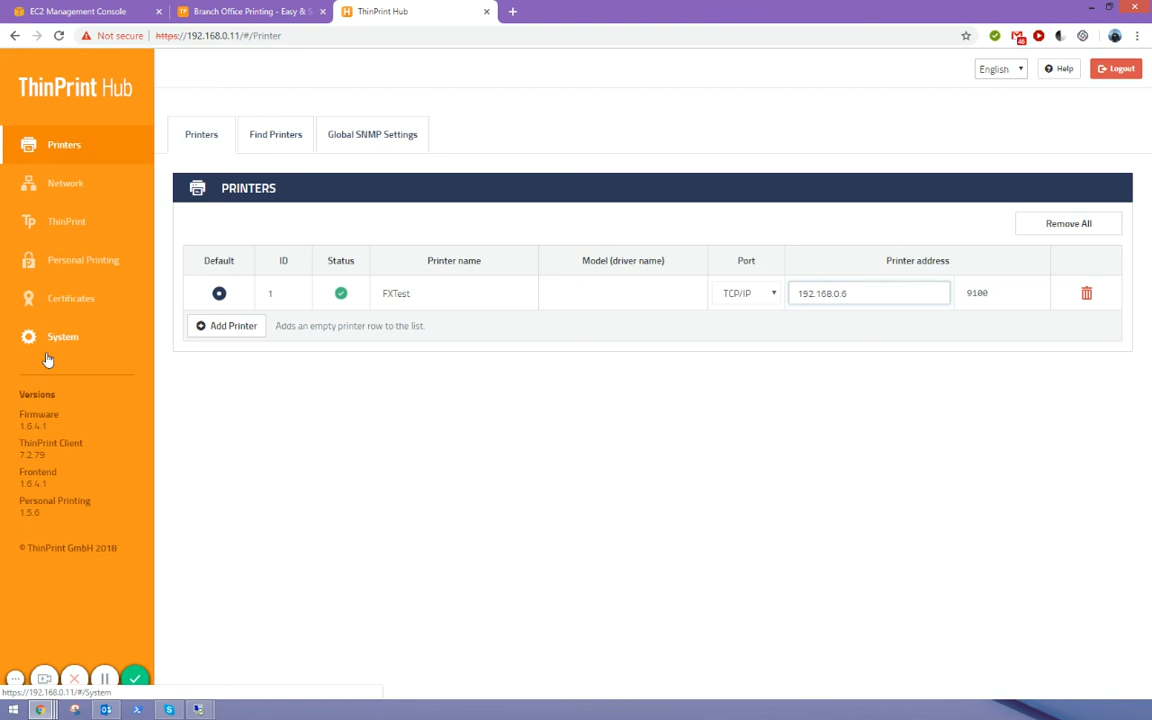 EC2 Management Console
Branch Office Printing - Easy & S
ThinPrint Hub
Not secure
https://192.168.0.11/#/Printer
46
ThinPrint Hub
English
Help
Logout
Printers
Network
ThinPrint
Personal Printing
Certificates
System
Versions
Firmware
1.6.4.1
ThinPrint Client
7.2.79
Frontend
1.6.4.1
Personal Printing
1.5.6
© ThinPrint GmbH 2018
Printers
Find Printers
Global SNMP Settings
PRINTERS
Remove All
Default
ID
Status
Printer name
Model (driver name)
Port
Printer address
1
FXTest
TCP/IP
192.168.0.6
9100
Add Printer
Adds an empty printer row to the list.
https://192.168.0.11/#/System